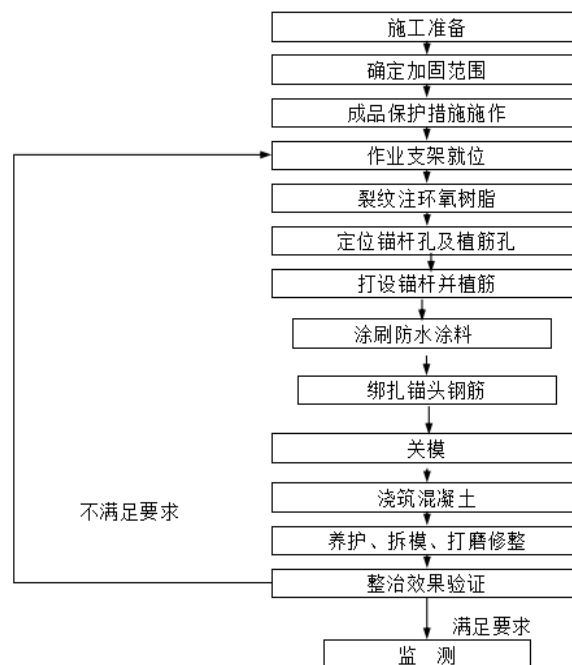 施工准备
确定加固范围
成品保护措施施作
作业支架就位
裂纹注环氧树脂
定位锚杆孔及植筋孔
打设锚杆并植筋
涂刷防水涂料
绑扎锚头钢筋
关模
浇筑混凝土
不满足要求
养护、拆模、打磨修整
整治效果验证
满足要求
监 测